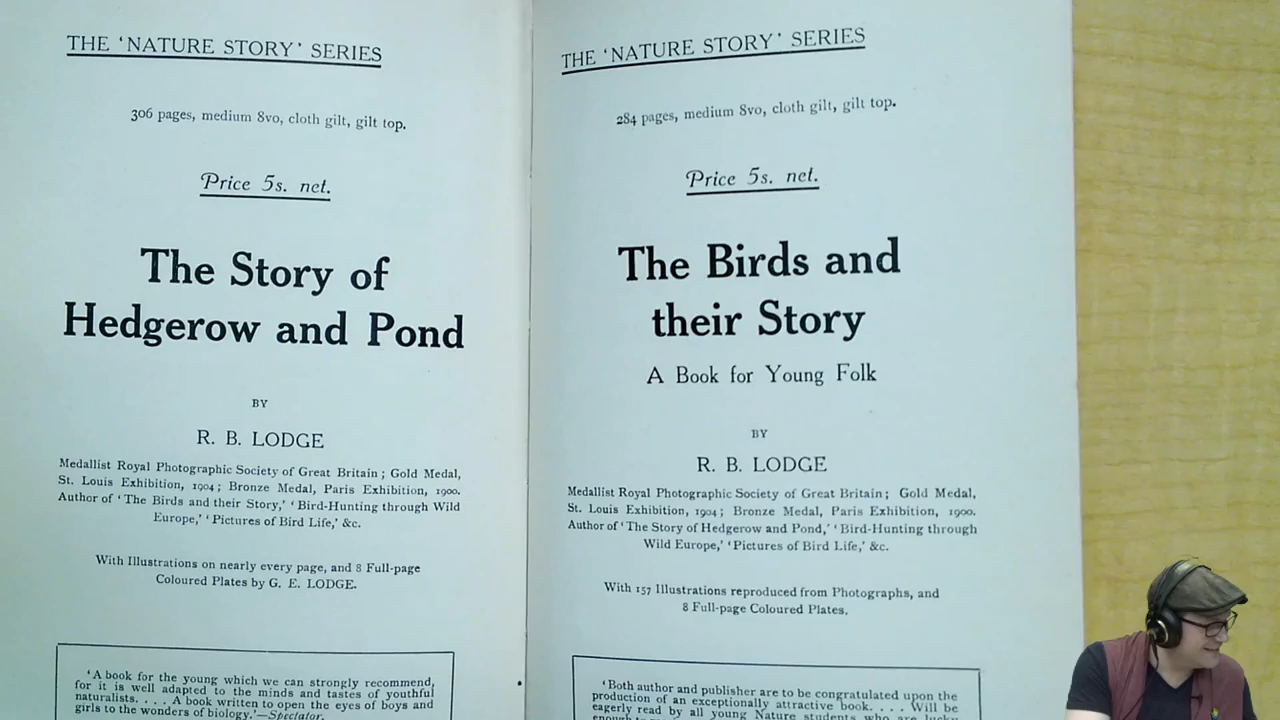 THE ‘NATURE STORY’ SERIES
306 pages, medium 8vo, cloth gilt, gilt top.
Price 5s. net.
The Story of
Hedgerow and Pond
BY
R. B. LODGE
Medallist Royal Photographic Society of Great Britain ; Gold Medal,
St. Louis Exhibition, 1904 ; Bronze Medal, Paris Exhibition, 1900.
Author of ‘The Birds and their Story,’ ‘Bird-Hunting through Wild
Europe,’ ‘Pictures of Bird Life,’ &c.
With Illustrations on nearly every page, and 8 Full-page
Coloured Plates by G. E. LODGE.
‘A book for the young which we can strongly recommend,
for it is well adapted to the minds and tastes of youthful
naturalists. . . . A book written to open the eyes of boys and
girls to the wonders of biology.’—Spectator.
THE ‘NATURE STORY’ SERIES
284 pages, medium 8vo, cloth gilt, gilt top.
Price 5s. net.
The Birds and
their Story
A Book for Young Folk
BY
R. B. LODGE
Medallist Royal Photographic Society of Great Britain ; Gold Medal,
St. Louis Exhibition, 1904 ; Bronze Medal, Paris Exhibition, 1900.
Author of ‘The Story of Hedgerow and Pond,’ ‘Bird-Hunting through
Wild Europe,’ ‘Pictures of Bird Life,’ &c.
With 157 Illustrations reproduced from Photographs, and
8 Full-page Coloured Plates.
‘Both author and publisher are to be congratulated upon the
production of an exceptionally attractive book. . . . Will be
eagerly read by all young Nature students who are lucky
enough to